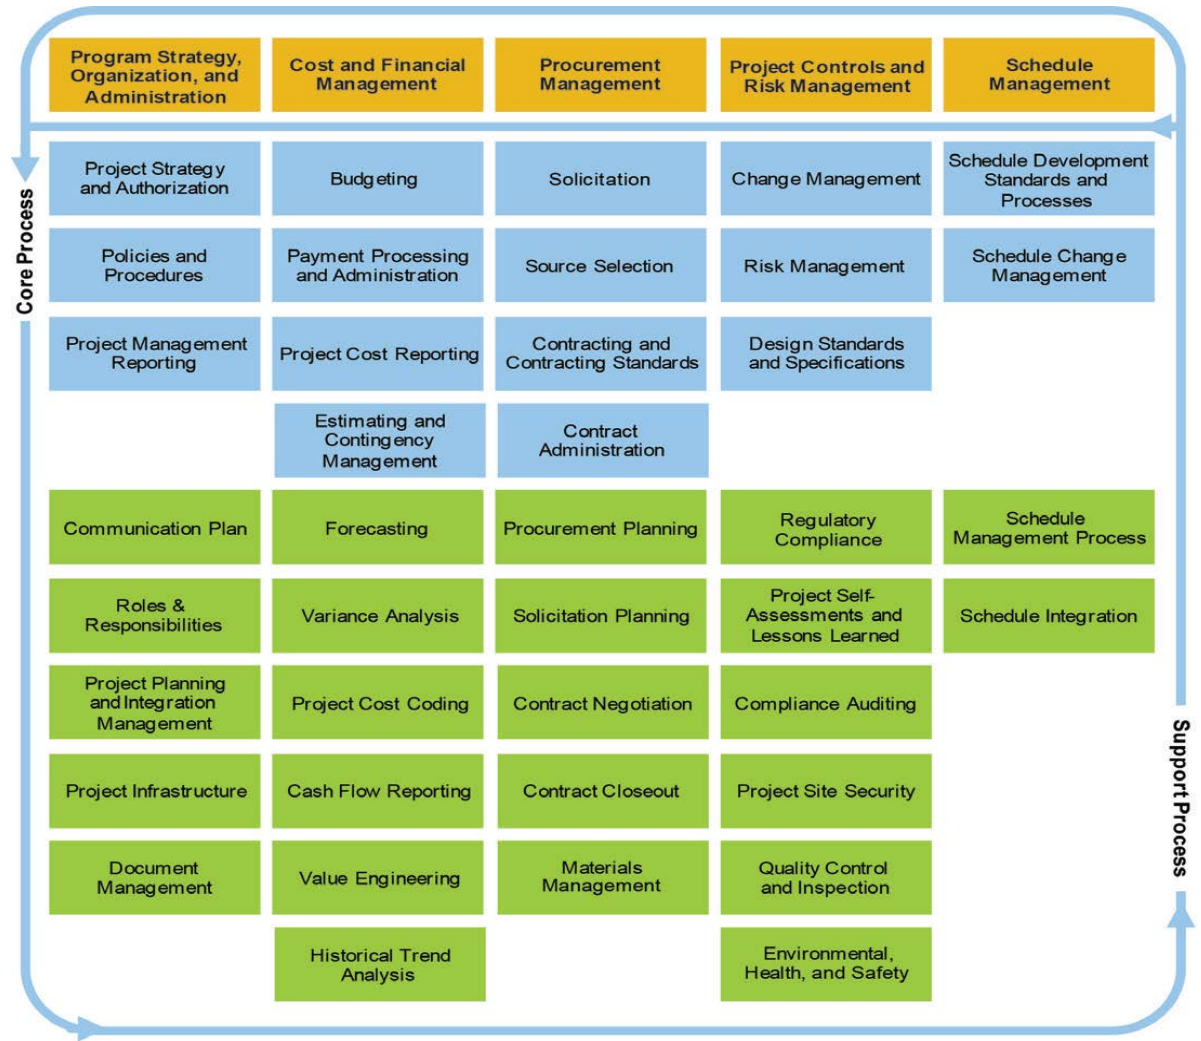 Program Strategy,
Organization, and
Administration
Cost and Financial
Management
Procurement
Management
Project Controls and
Risk Management
Schedule
Management
Core Process
Project Strategy
and Authorization
Budgeting
Solicitation
Change Management
Schedule Development
Standards and
Processes
Policies and
Procedures
Payment Processing
and Administration
Source Selection
Risk Management
Schedule Change
Management
Project Management
Reporting
Project Cost Reporting
Contracting and
Contracting Standards
Design Standards
and Specifications
Estimating and
Contingency
Management
Contract
Administration
Communication Plan
Forecasting
Procurement Planning
Regulatory
Compliance
Schedule
Management Process
Roles &
Responsibilities
Variance Analysis
Solicitation Planning
Project Self-
Assessments and
Lessons Learned
Schedule Integration
Project Planning
and Integration
Management
Project Cost Coding
Contract Negotiation
Compliance Auditing
Project Infrastructure
Cash Flow Reporting
Contract Closeout
Project Site Security
Document
Management
Value Engineering
Materials
Management
Quality Control
and Inspection
Historical Trend
Analysis
Environmental,
Health, and Safety
Support Process